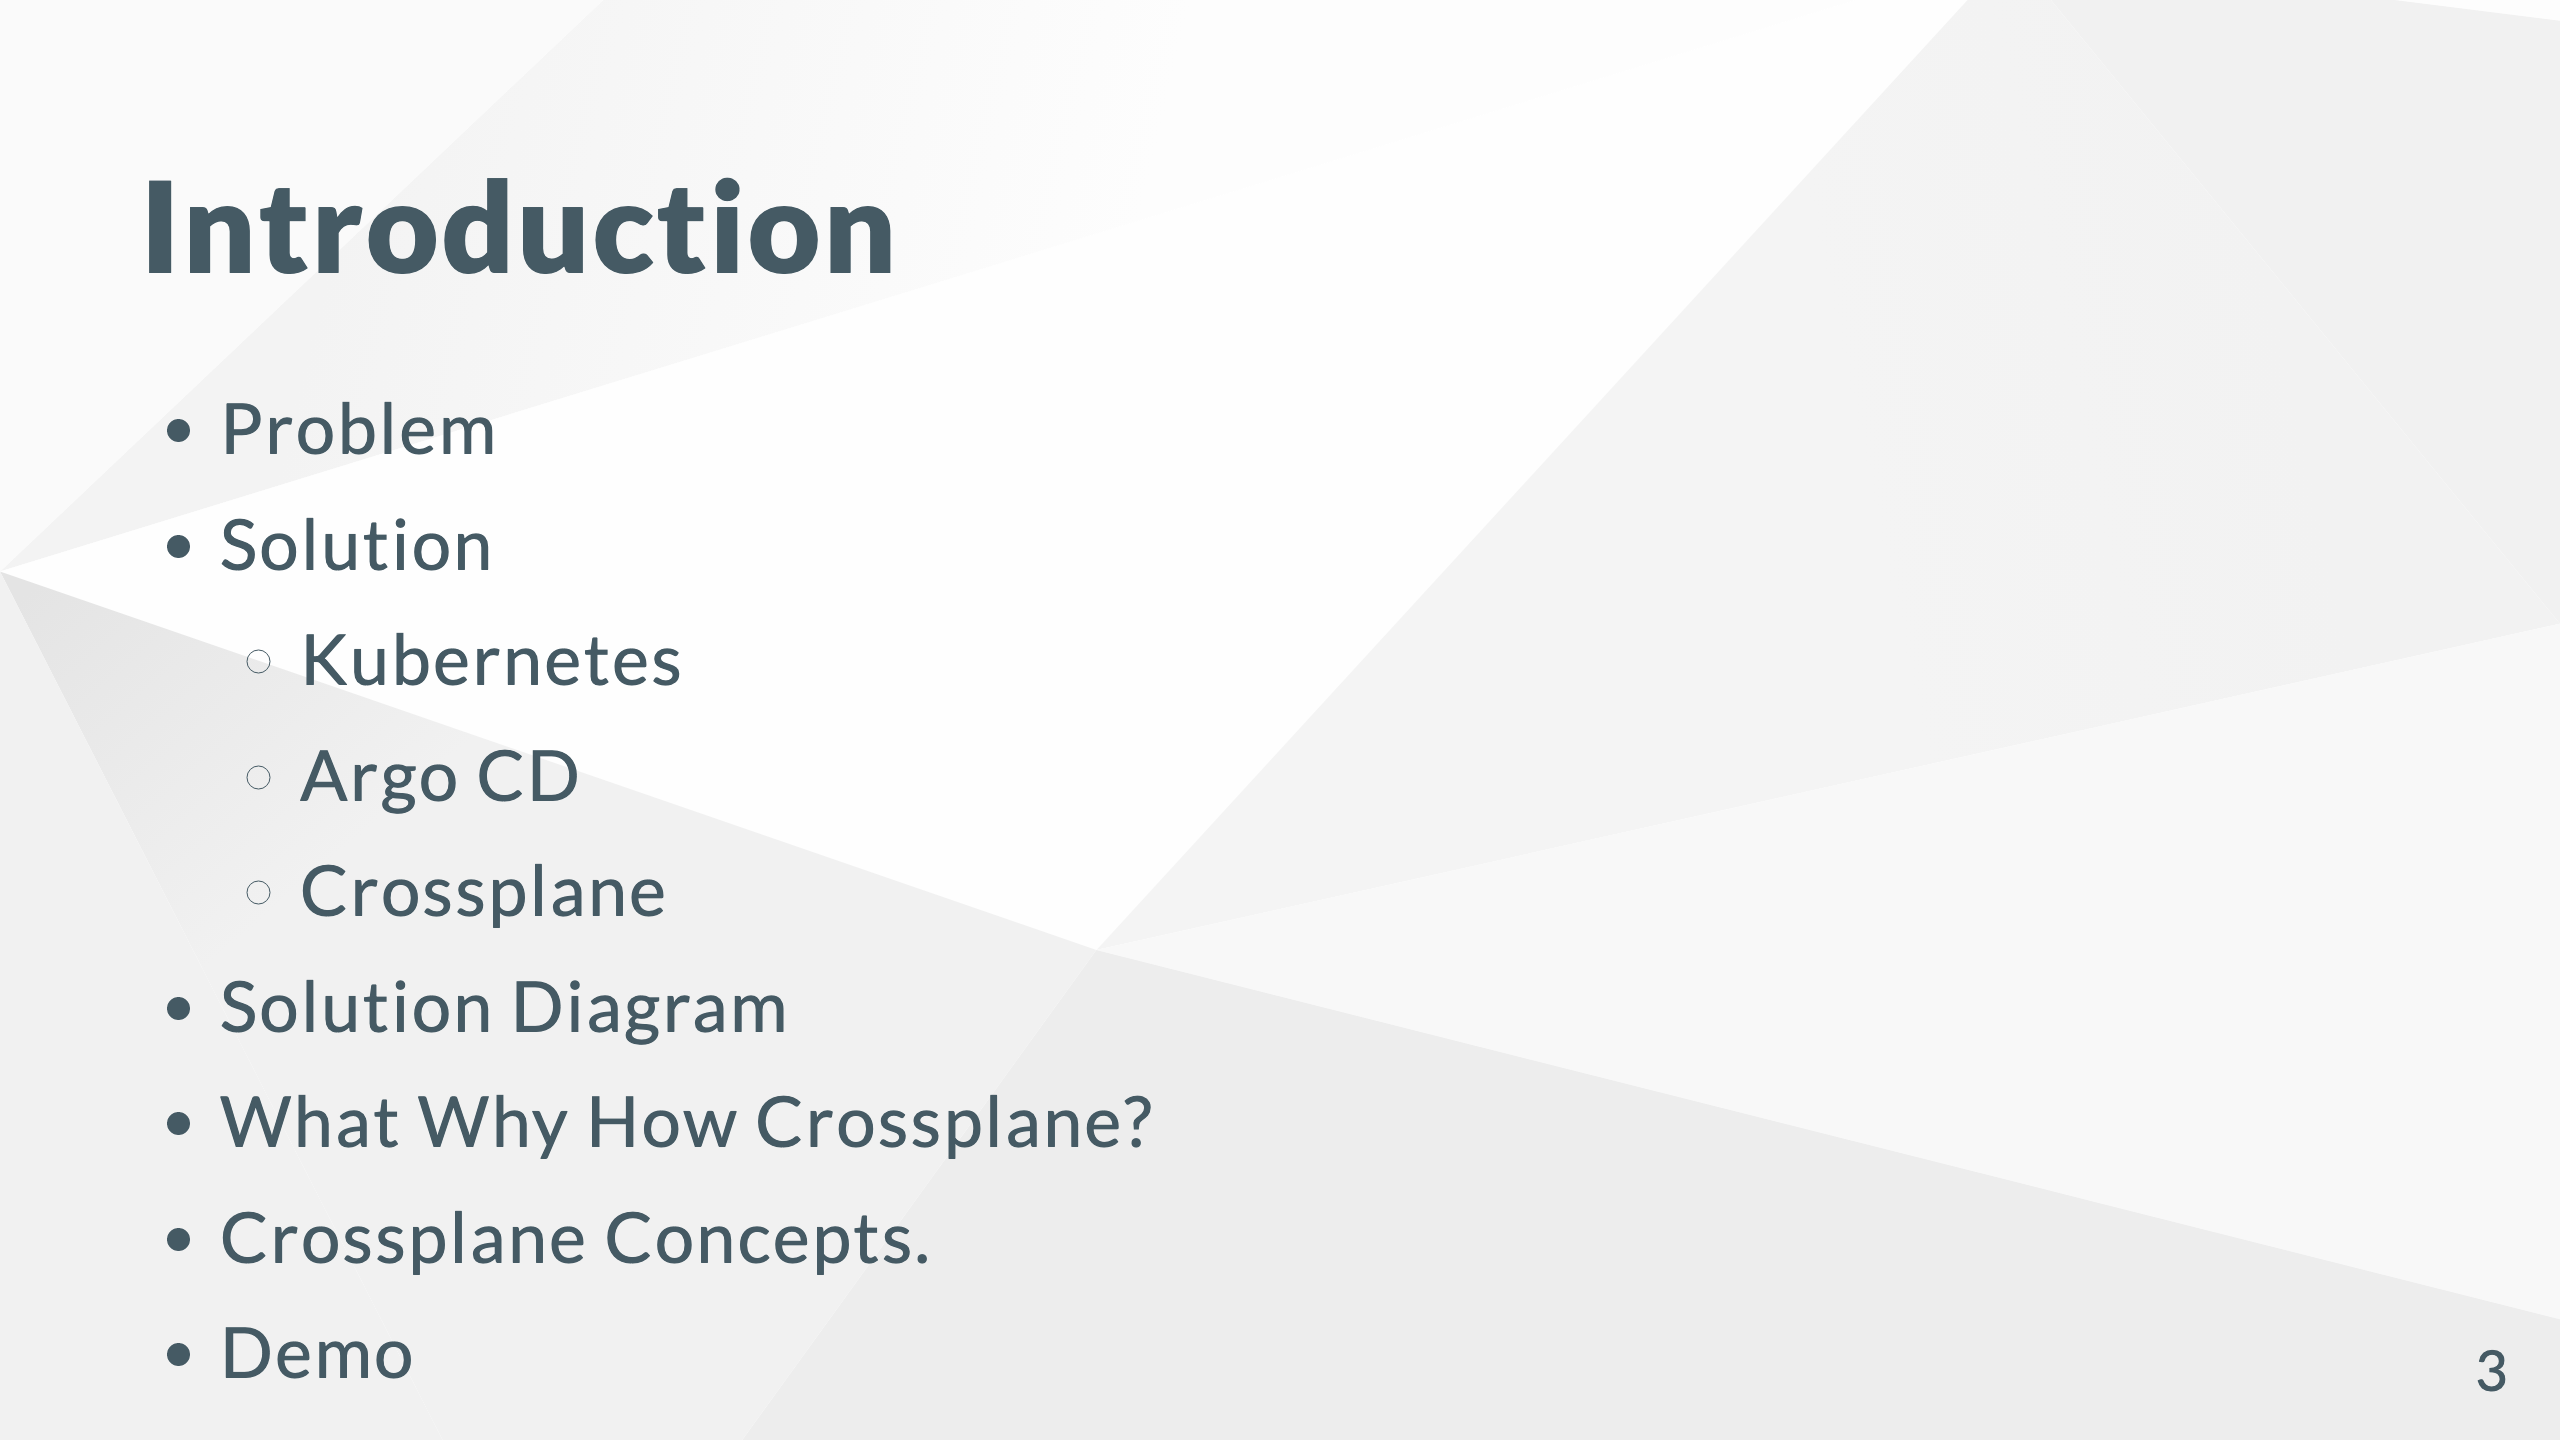 Introduction
• Problem
• Solution
○ Kubernetes
○ Argo CD
○ Crossplane
• Solution Diagram
• What Why How Crossplane?
• Crossplane Concepts.
• Demo
3